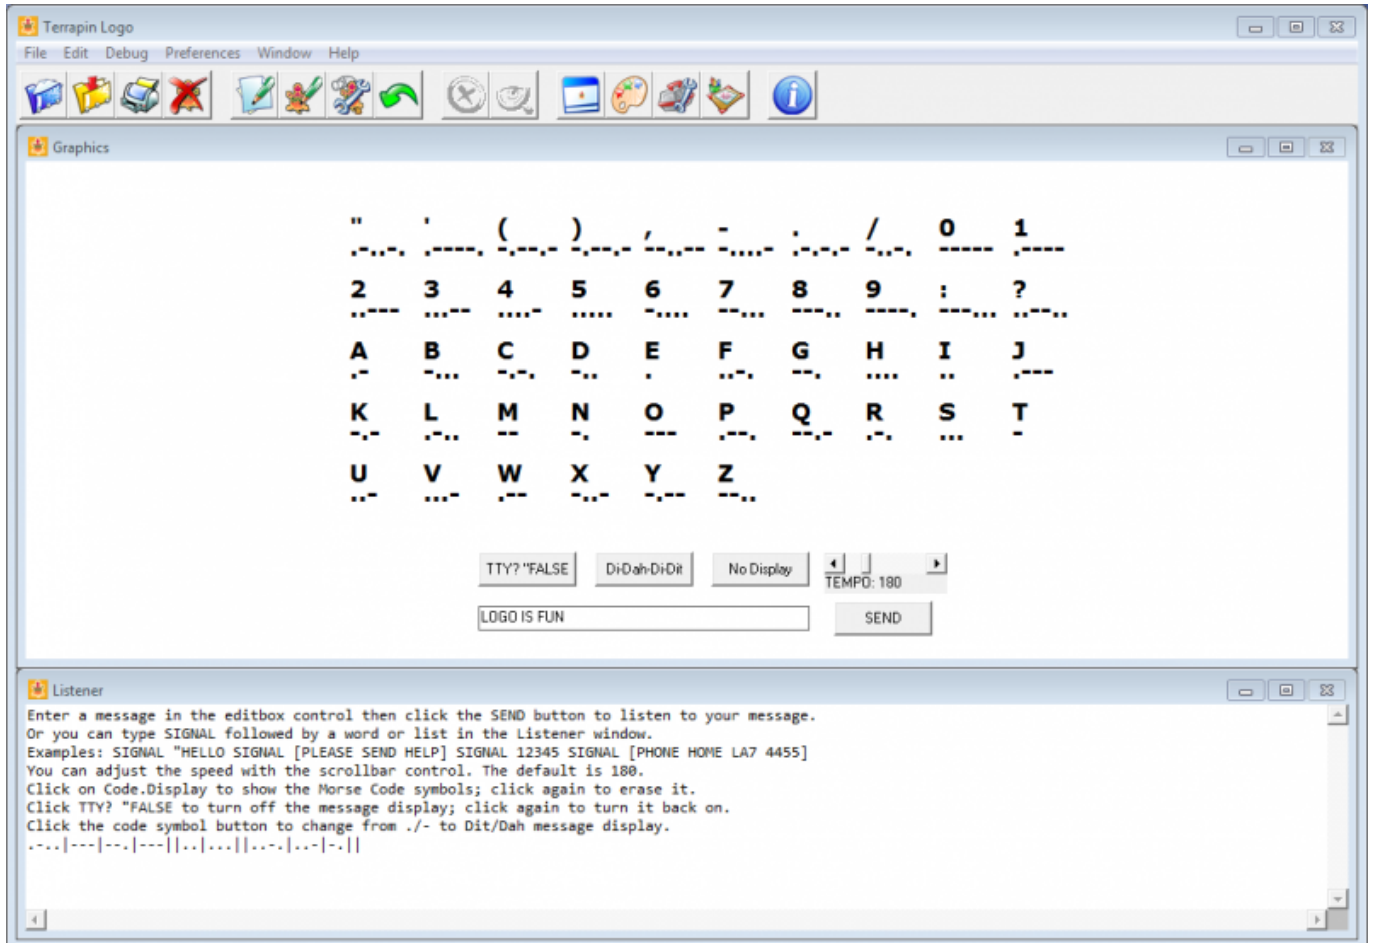 Terrapin Logo
File Edit Debug Preferences Window Help
Graphics
" ' ( ) , - . / 0 1
.-..-. .----. -.--.- -.--.- --..-- -....- .-.-.- -..-. ----- .----
2 3 4 5 6 7 8 9 : ?
..--- ...-- ....- ..... -.... --... ---.. ----. ---... ..--..
A B C D E F G H I J
.- -... -.-. -.. . ..-. --. .... .. .---
K L M N O P Q R S T
-.- .-.. -- -. --- .--. --.- .-. ... -
U V W X Y Z
..- ...- .-- -..- -.-- --..
TTY? "FALSE Di-Dah-Di-Dit No Display
TEMPO: 180
LOGO IS FUN SEND
Listener
Enter a message in the editbox control then click the SEND button to listen to your message.
Or you can type SIGNAL followed by a word or list in the Listener window.
Examples: SIGNAL "HELLO SIGNAL [PLEASE SEND HELP] SIGNAL 12345 SIGNAL [PHONE HOME LA7 4455]
You can adjust the speed with the scrollbar control. The default is 180.
Click on Code.Display to show the Morse Code symbols; click again to erase it.
Click TTY? "FALSE to turn off the message display; click again to turn it back on.
Click the code symbol button to change from ./- to Dit/Dah message display.
.-..|---|--.|---||..|...||..-.|..-|-.||